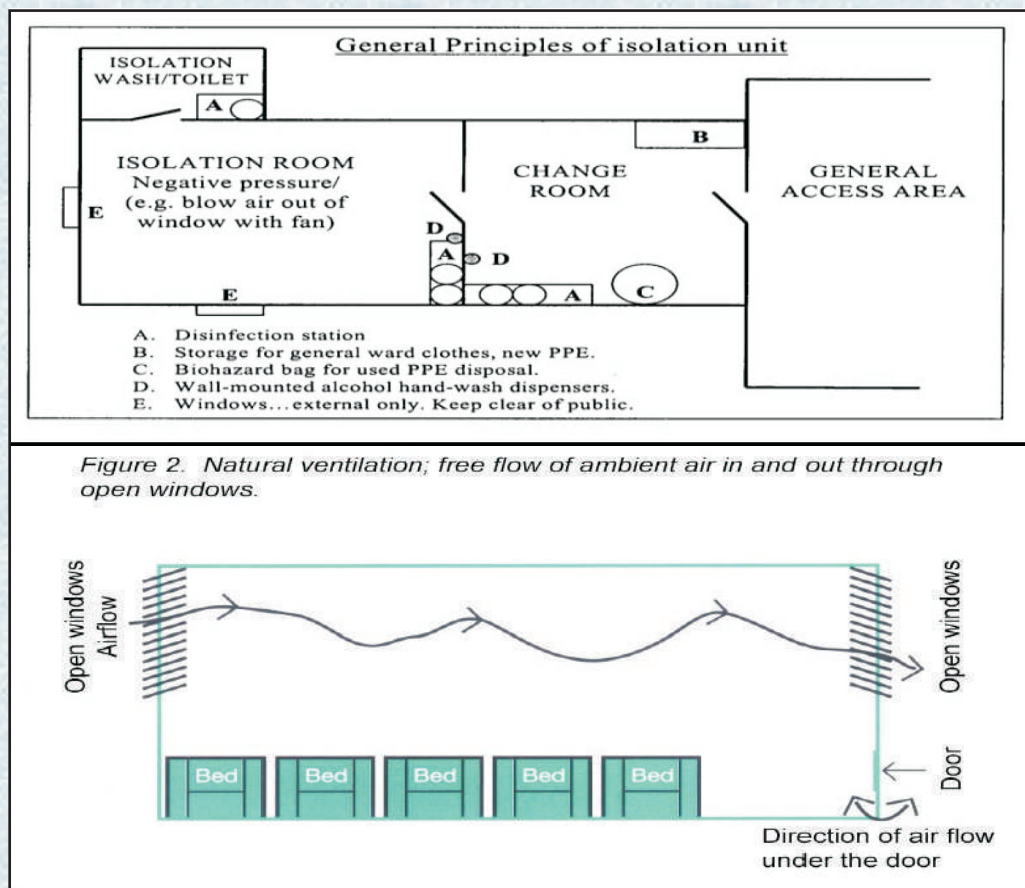 General Principles of isolation unit
ISOLATION
WASH/TOILET
A
ISOLATION ROOM
Negative pressure/
(e.g. blow air out of
window with fan)
E
E
D
A
D
A
CHANGE
ROOM
B
C
GENERAL
ACCESS AREA
A. Disinfection station
B. Storage for general ward clothes, new PPE.
C. Biohazard bag for used PPE disposal.
D. Wall-mounted alcohol hand-wash dispensers.
E. Windows...external only. Keep clear of public.
Figure 2. Natural ventilation; free flow of ambient air in and out through
open windows.
Open windows
Airflow
Open windows
Bed
Bed
Bed
Bed
Bed
Door
Direction of air flow
under the door